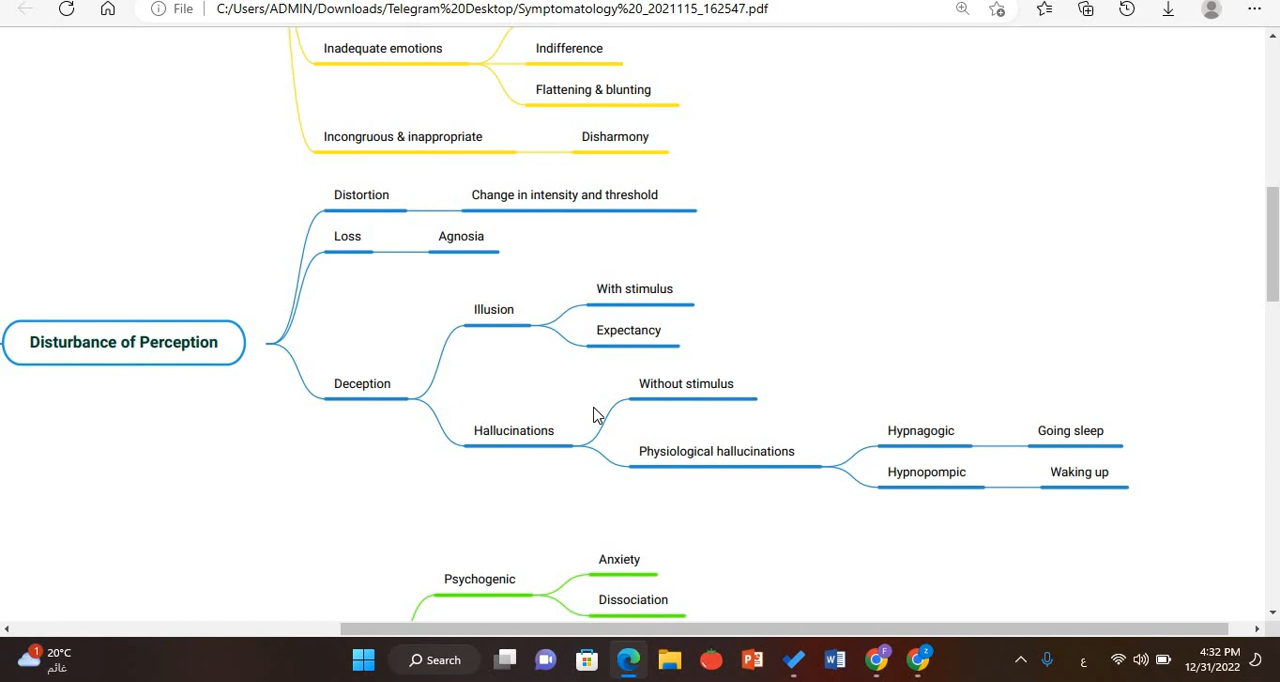 File
C:/Users/ADMIN/Downloads/Telegram%20Desktop/Symptomatology%20_2021115_162547.pdf
Inadequate emotions
Indifference
Flattening & blunting
Incongruous & inappropriate
Disharmony
Disturbance of Perception
Distortion
Change in intensity and threshold
Loss
Agnosia
Deception
Illusion
With stimulus
Expectancy
Hallucinations
Without stimulus
Physiological hallucinations
Hypnagogic
Going sleep
Hypnopompic
Waking up
Psychogenic
Anxiety
Dissociation
1
20°C
غائم
Search
F
z
ع
4:32 PM
12/31/2022